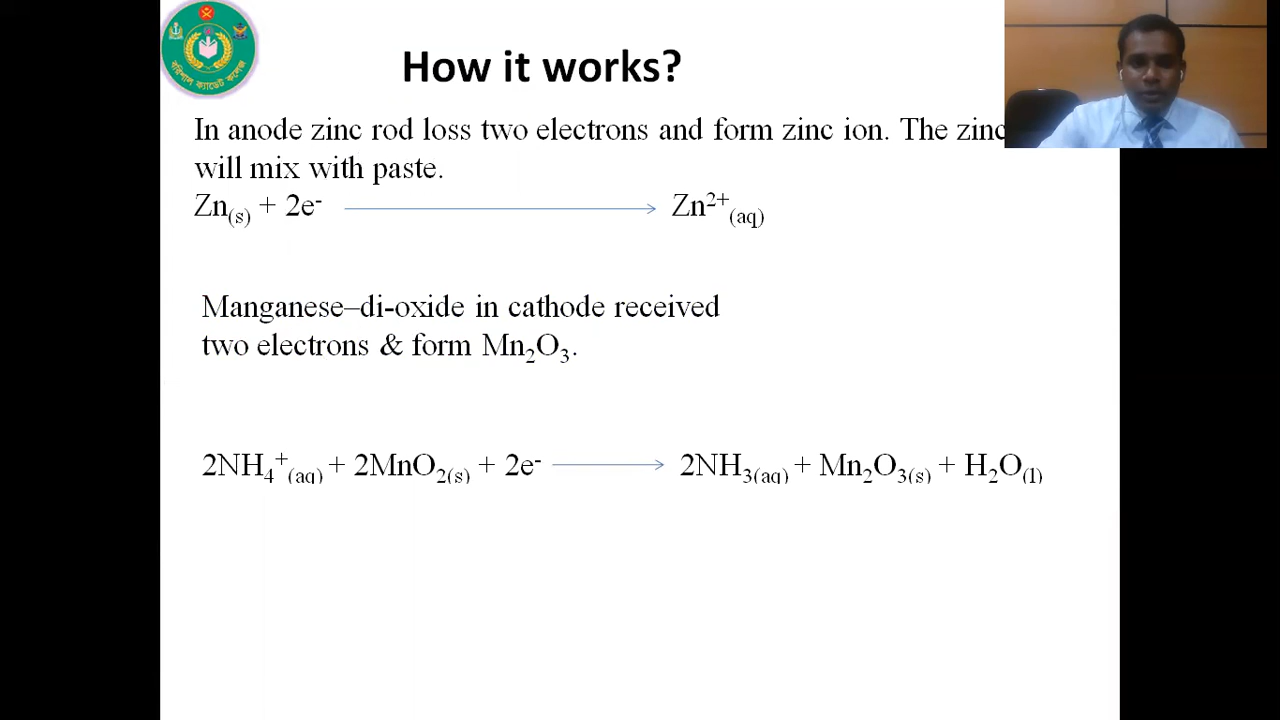 বরিশাল ক্যাডেট কলেজ
How it works?
In anode zinc rod loss two electrons and form zinc ion. The zinc
will mix with paste.
Zn(s) + 2e- ⟶ Zn²⁺(aq)
Manganese–di-oxide in cathode received
two electrons & form Mn₂O₃.
2NH₄⁺(aq) + 2MnO₂(s) + 2e- ⟶ 2NH₃(aq) + Mn₂O₃(s) + H₂O(l)